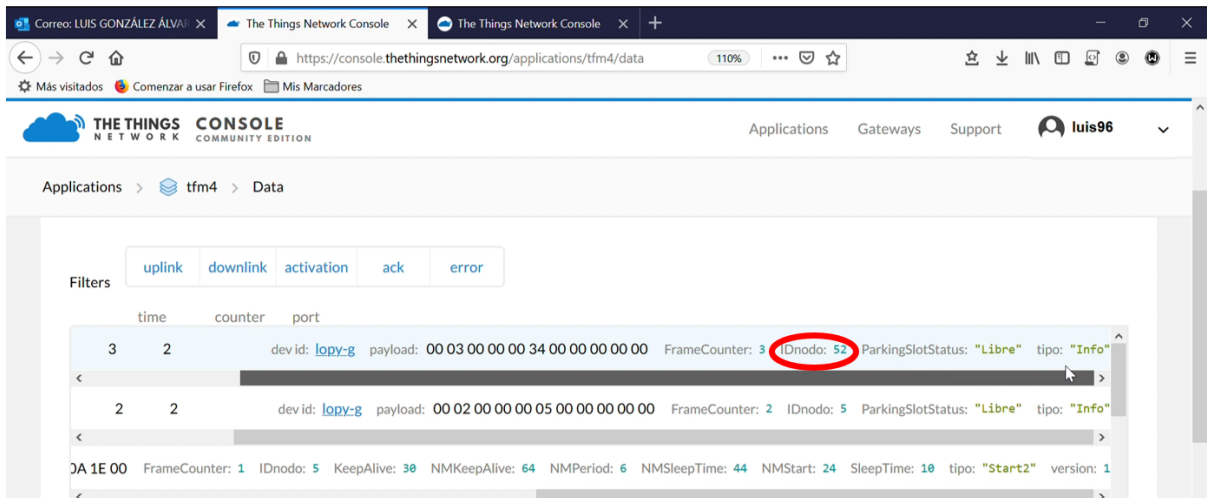 Correo: LUIS GONZÁLEZ ÁLVAR The Things Network Console The Things Network Console
https://console.thethingsnetwork.org/applications/tfm4/data 110%
Más visitados Comenzar a usar Firefox Mis Marcadores
THE THINGS CONSOLE
NETWORK COMMUNITY EDITION
Applications Gateways Support luis96
Applications > tfm4 > Data
Filters uplink downlink activation ack error
time counter port
3 2 dev id: lopy-g payload: 00 03 00 00 00 34 00 00 00 00 00 FrameCounter: 3 IDnodo: 52 ParkingSlotStatus: "Libre" tipo: "Info"
2 2 dev id: lopy-g payload: 00 02 00 00 00 05 00 00 00 00 00 FrameCounter: 2 IDnodo: 5 ParkingSlotStatus: "Libre" tipo: "Info"
0A 1E 00 FrameCounter: 1 IDnodo: 5 KeepAlive: 30 NMKeepAlive: 64 NMPeriod: 6 NMSleepTime: 44 NMStart: 24 SleepTime: 10 tipo: "Start2" version: 1